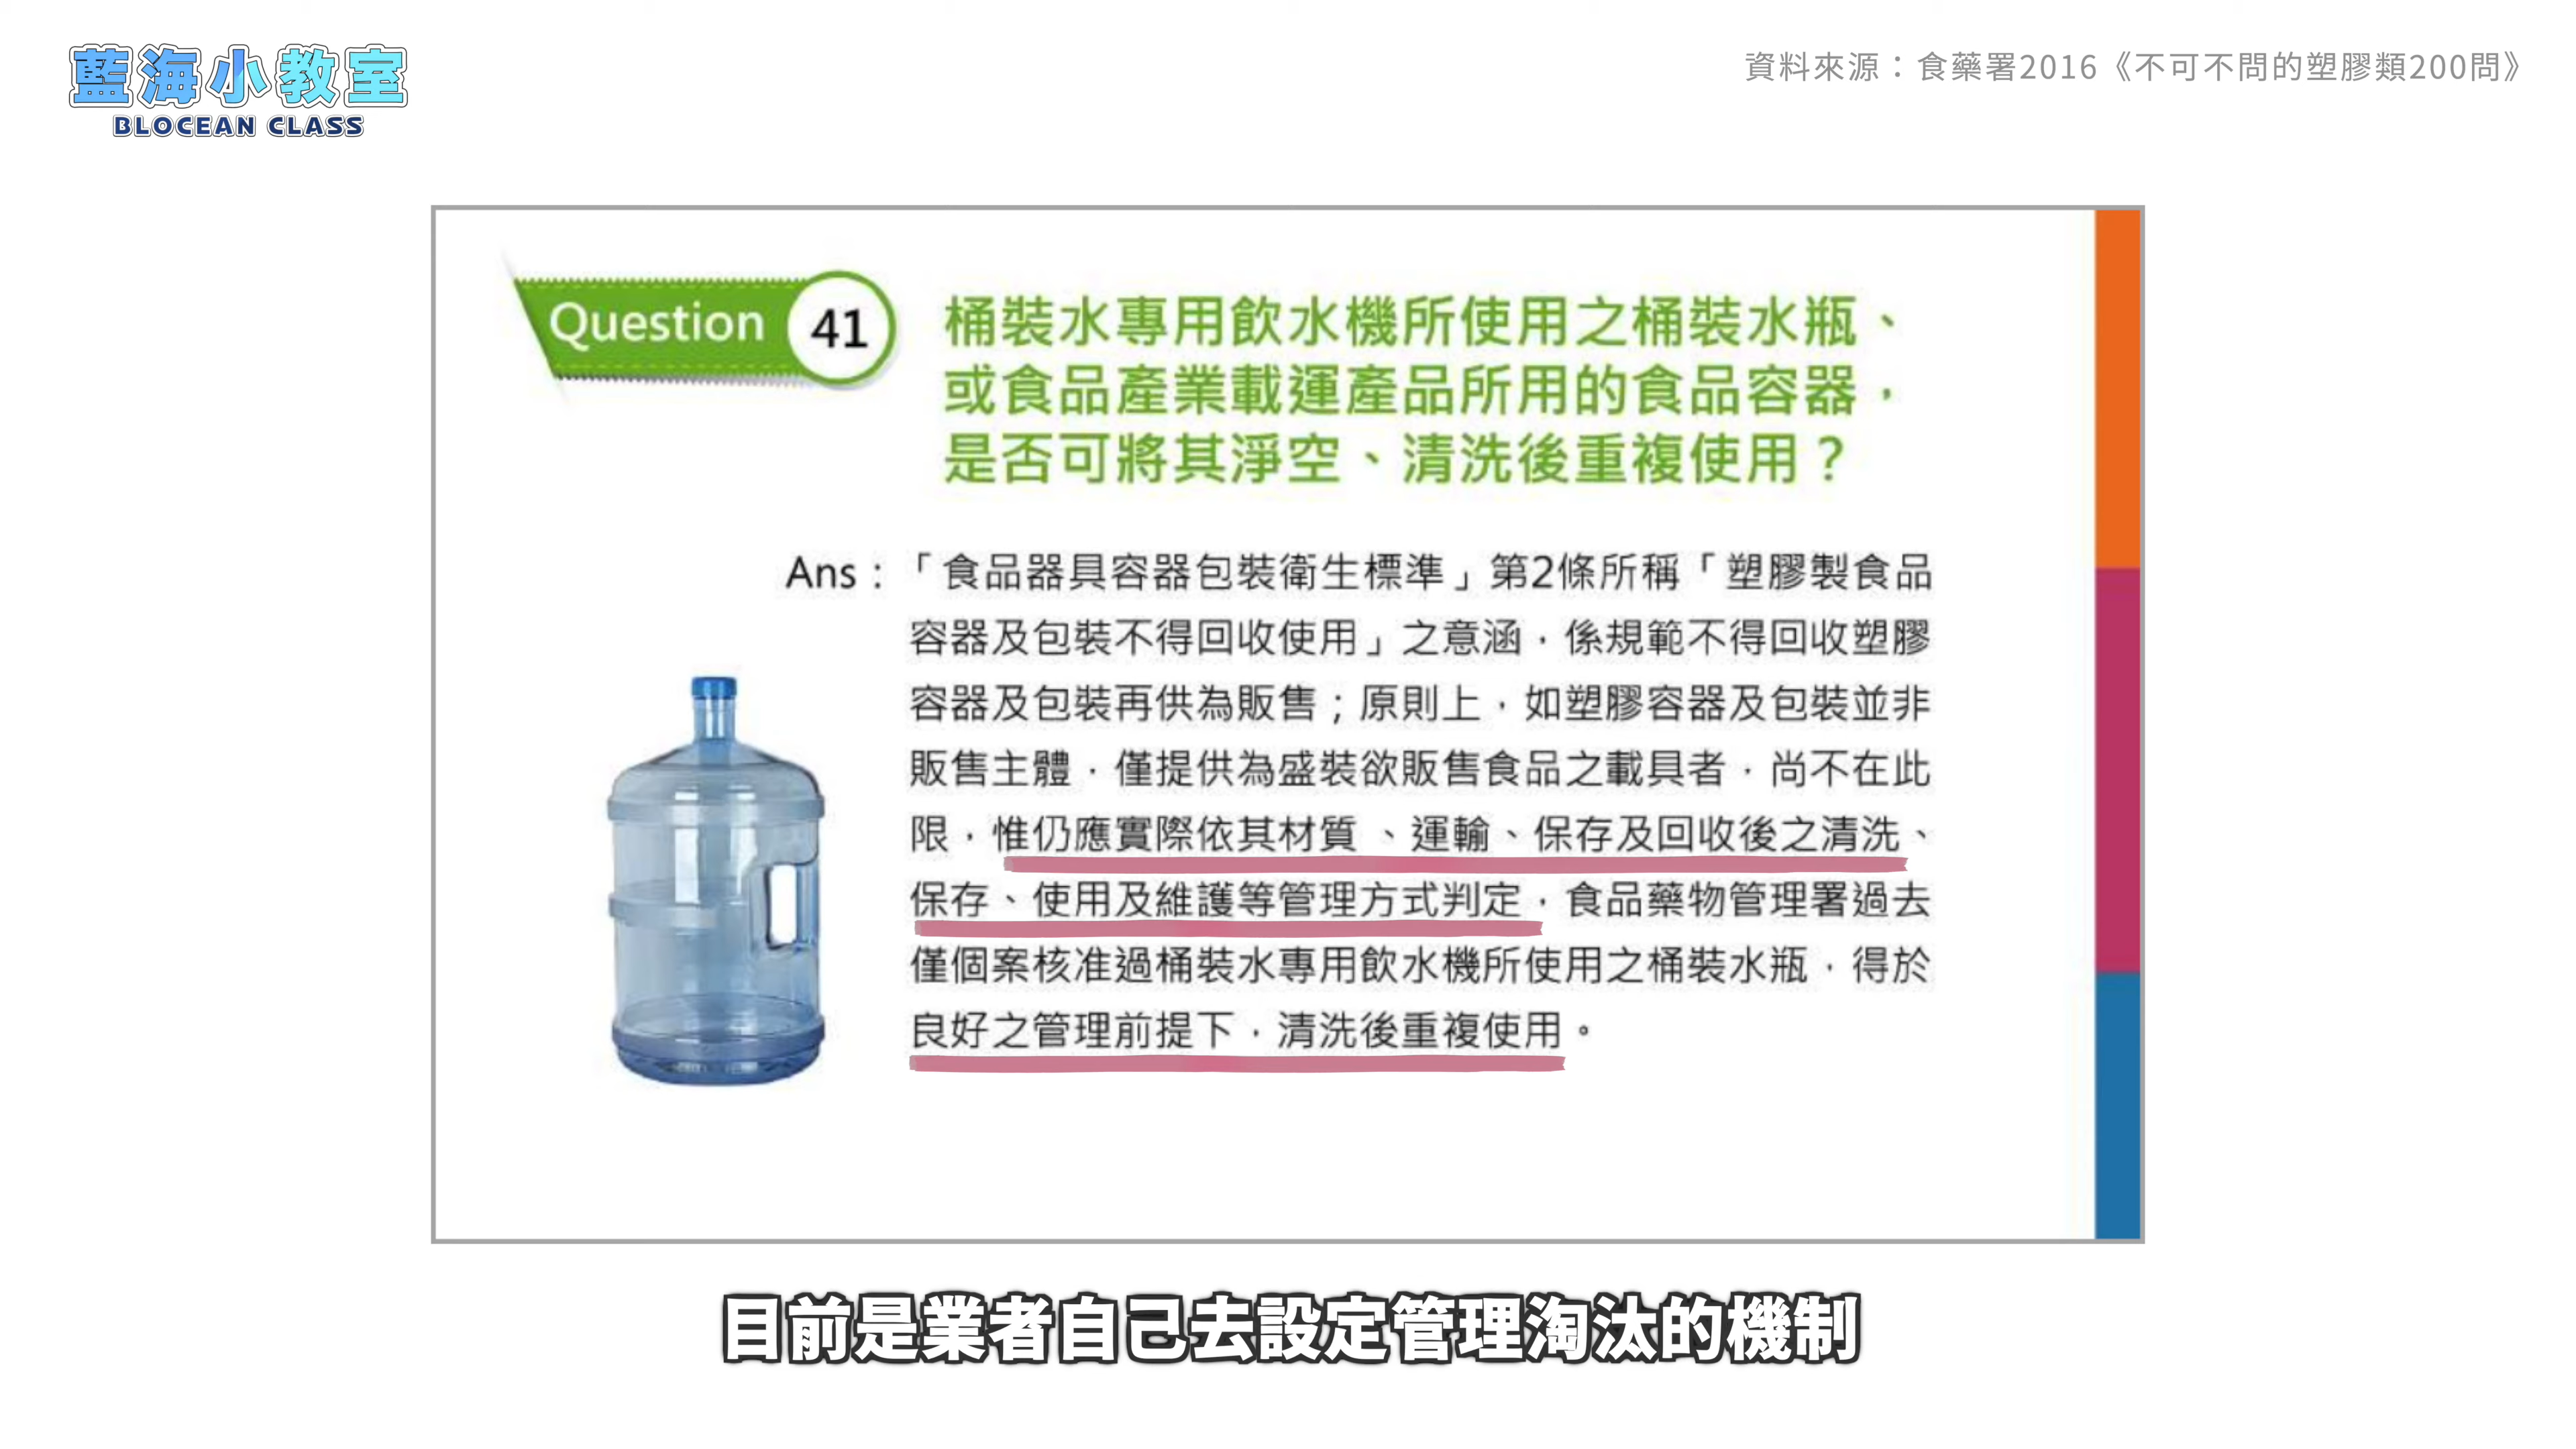 藍海小教室
BLOCEAN CLASS
資料來源：食藥署2016《不可不問的塑膠類200問》
Question 41
桶裝水專用飲水機所使用之桶裝水瓶、
或食品產業載運產品所用的食品容器，
是否可將其淨空、清洗後重複使用？
Ans：「食品器具容器包裝衛生標準」第2條所稱「塑膠製食品
容器及包裝不得回收使用」之意涵，係規範不得回收塑膠
容器及包裝再供為販售；原則上，如塑膠容器及包裝並非
販售主體，僅提供為盛裝欲販售食品之載具者，尚不在此
限，惟仍應實際依其材質、運輸、保存及回收後之清洗、
保存、使用及維護等管理方式判定，食品藥物管理署過去
僅個案核准過桶裝水專用飲水機所使用之桶裝水瓶，得於
良好之管理前提下，清洗後重複使用。
目前是業者自己去設定管理淘汰的機制